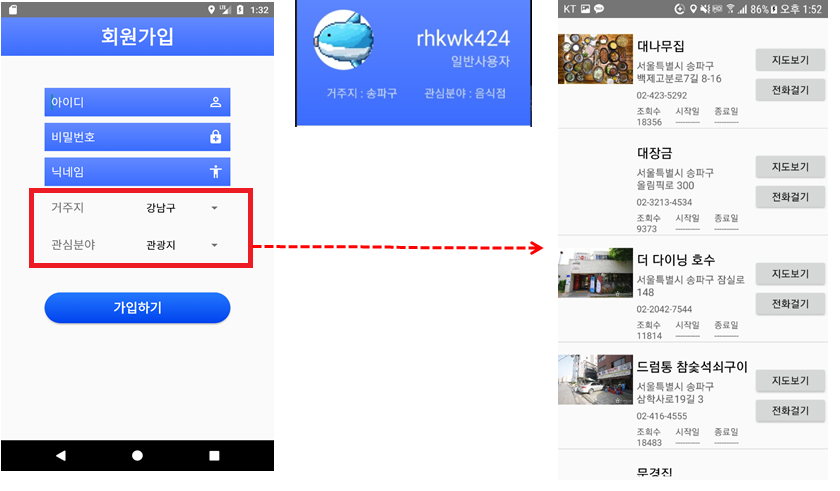 1:32
회원가입
아이디
비밀번호
닉네임
거주지 강남구
관심분야 관광지
가입하기
rhkwk424
일반사용자
거주지 : 송파구 관심분야 : 음식점
KT 86% 오후 1:52
대나무집
서울특별시 송파구
백제고분로7길 8-16
02-423-5292
조회수 시작일 종료일
18356
지도보기
전화걸기
대장금
서울특별시 송파구
올림픽로 300
02-3213-4534
조회수 시작일 종료일
9373
지도보기
전화걸기
더 다이닝 호수
서울특별시 송파구 잠실로
148
02-2042-7544
조회수 시작일 종료일
11814
지도보기
전화걸기
드럼통 참숯석쇠구이
서울특별시 송파구
삼학사로19길 3
02-416-4555
조회수 시작일 종료일
18483
지도보기
전화걸기